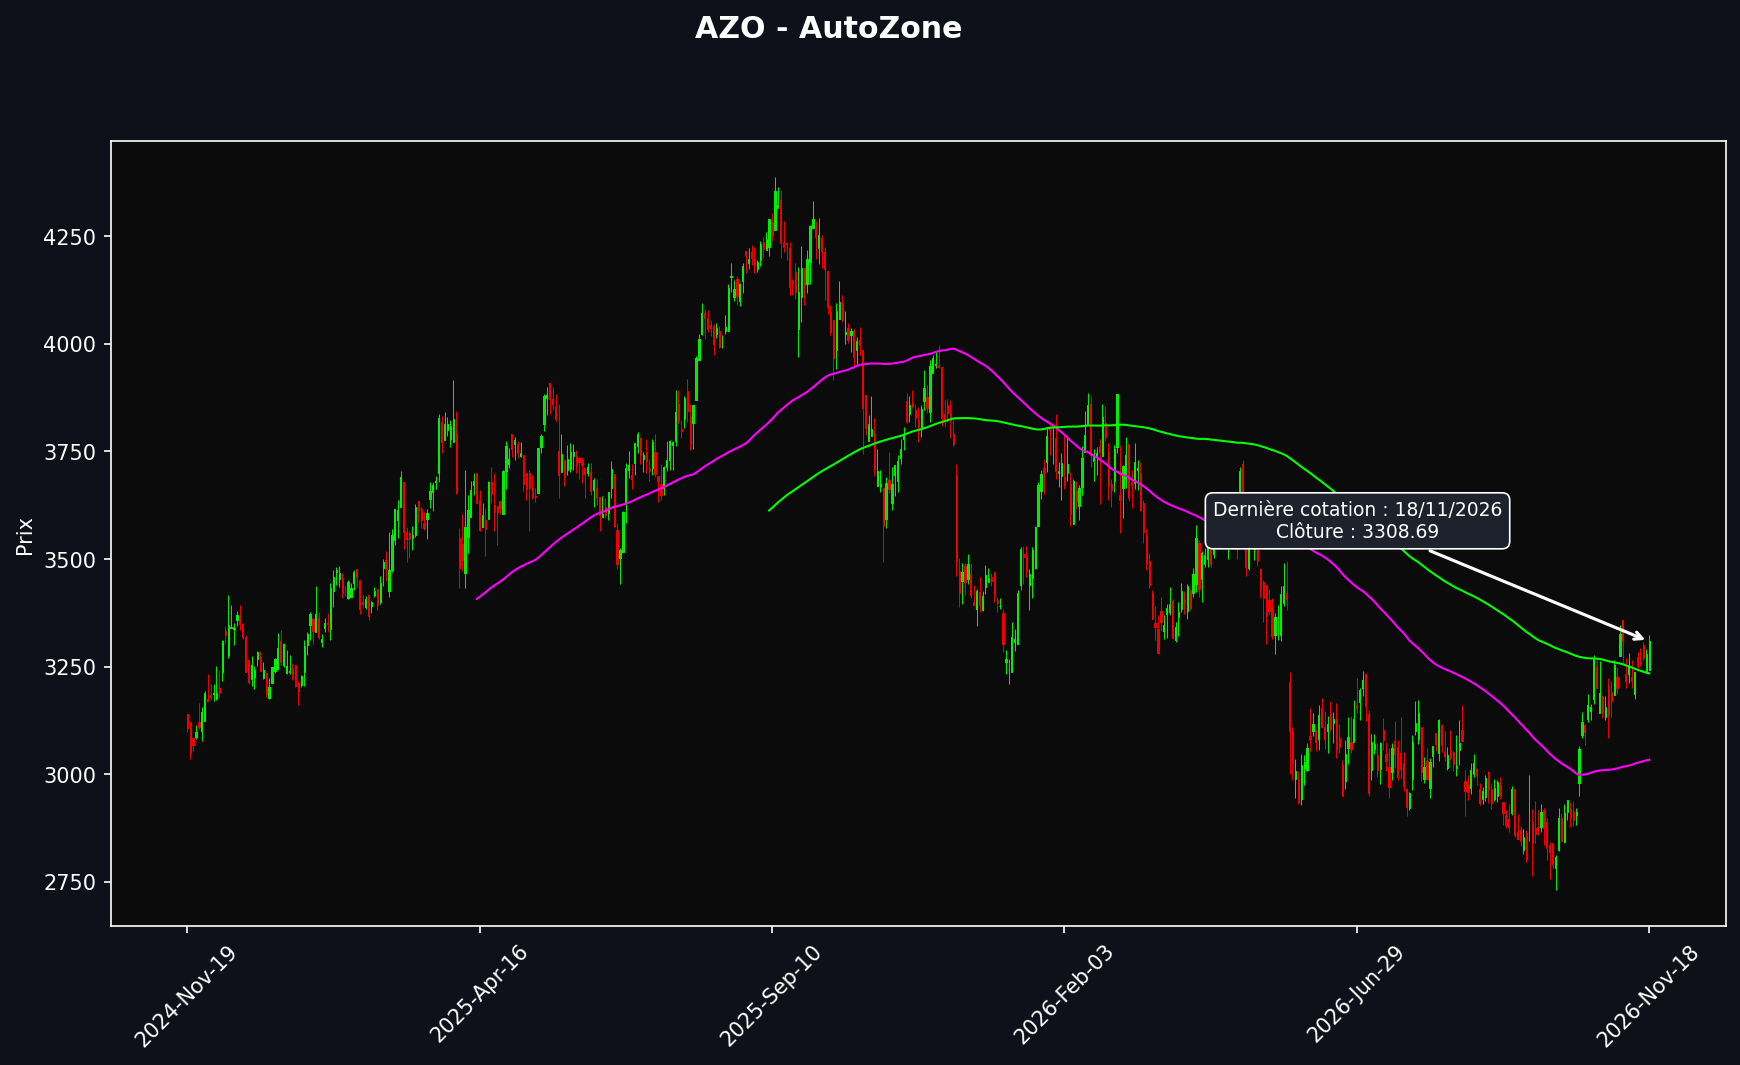 AZO - AutoZone
Prix
4250
4000
3750
3500
3250
3000
2750
Dernière cotation : 18/11/2026
Clôture : 3308.69
2024-Nov-19
2025-Apr-16
2025-Sep-10
2026-Feb-03
2026-Jun-29
2026-Nov-18